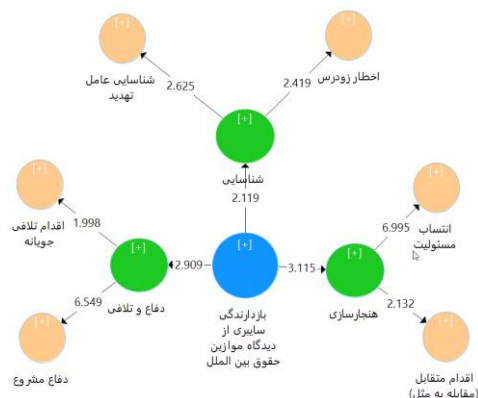 [+]
[+]
شناسایی عامل
تهدید
2.625
2.419
اخطار زودرس
[+]
شناسایی
2.119
[+]
اقدام تلافی
جویانه
1.998
[+]
انتساب
مسئولیت
6.995
[+]
دفاع و تلافی
2.909
[+]
بازدارندگی
سایبری از
دیدگاه موازین
حقوق بین الملل
3.115
[+]
هنجارسازی
6.549
2.132
[+]
دفاع مشروع
[+]
اقدام متقابل
(مقابله به مثل)